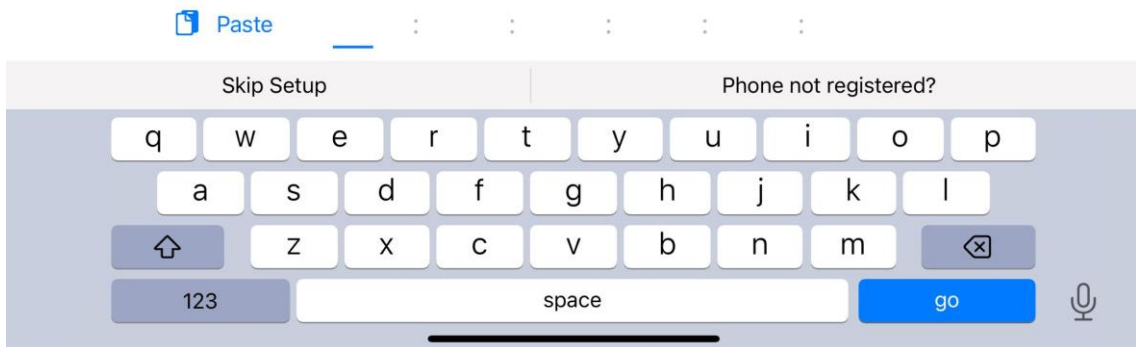 Paste : : : : :
Skip Setup Phone not registered?
q w e r t y u i o p
a s d f g h j k l
z x c v b n m
123 space go